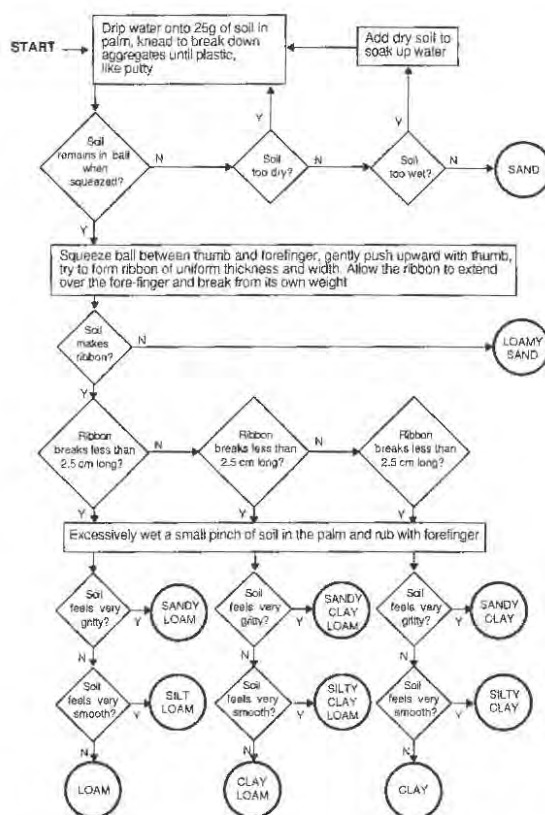 START
Drip water onto 25g of soil in
palm, knead to break down
aggregates until plastic,
like putty
Add dry soil to
soak up water
Y
Y
Soil
remains in ball
when
squeezed?
N
Soil
too dry?
N
Soil
too wet?
N
SAND
Y
Squeeze ball between thumb and forefinger, gently push upward with thumb,
try to form ribbon of uniform thickness and width. Allow the ribbon to extend
over the fore-finger and break from its own weight
Soil
makes
ribbon?
N
LOAMY
SAND
Y
Ribbon
breaks less than
2.5 cm long?
N
Ribbon
breaks less than
2.5 cm long?
N
Ribbon
breaks less than
2.5 cm long?
Y
Y
Y
Excessively wet a small pinch of soil in the palm and rub with forefinger
Soil
feels very
gritty?
Y
SANDY
LOAM
Soil
feels very
gritty?
Y
SANDY
CLAY
LOAM
Soil
feels very
gritty?
Y
SANDY
CLAY
N
N
N
Soil
feels very
smooth?
Y
SILT
LOAM
Soil
feels very
smooth?
Y
SILTY
CLAY
LOAM
Soil
feels very
smooth?
Y
SILTY
CLAY
N
N
N
LOAM
CLAY
LOAM
CLAY